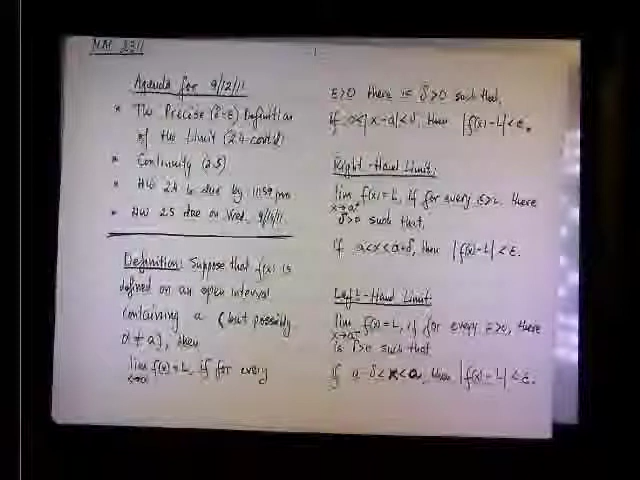 Agenda for 9/12/11
* The Precise (δ-ε) Definition
of the Limit (2.4-cont'd)
* Continuity (2.5)
* HW 2.4 is due by 11:59 pm
* HW 2.5 due on Wed. 9/14/11
Definition: Suppose that f(x) is
defined on an open interval
containing a (but possibly
a), then
lim f(x) = L, if for every
x→a
ε>0 there is δ>0 such that,
if 0<|x-a|<δ, then |f(x)-L|<ε.
Right-Hand Limit:
lim f(x)=L, if for every there
x→a⁺
δ>0 such that,
if a<x<a+δ, then |f(x)-L|<ε.
Left-Hand Limit:
lim f(x)=L, if for every ε>0, there
x→a⁻
is δ>0 such that
if a-δ<x<a, then |f(x)-L|<ε.